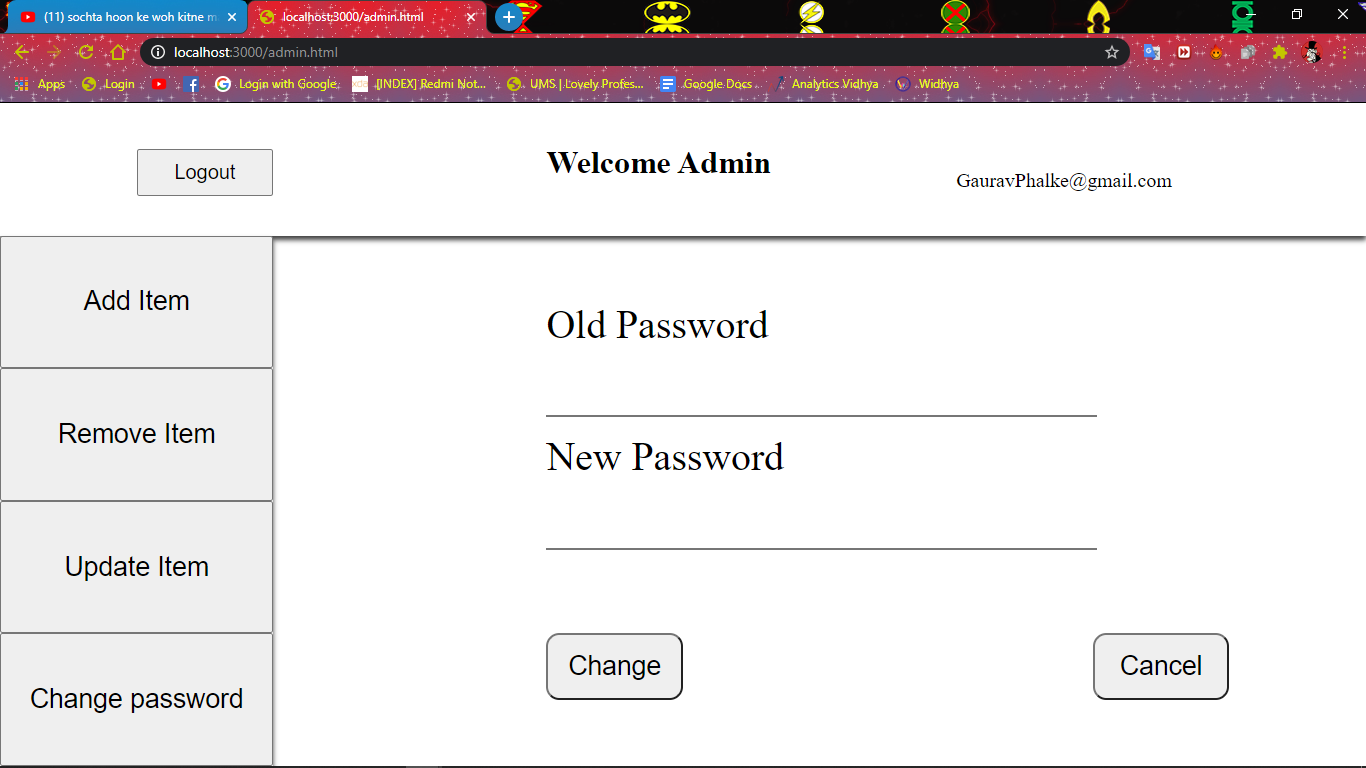 (11) sochta hoon ke woh kitne m
localhost:3000/admin.html
localhost:3000/admin.html
Apps Login Login with Google [INDEX] Redmi Not... UMS | Lovely Profes... Google Docs Analytics Vidhya Widhya
Logout
Welcome Admin
GauravPhalke@gmail.com
Add Item
Remove Item
Update Item
Change password
Old Password
New Password
Change
Cancel